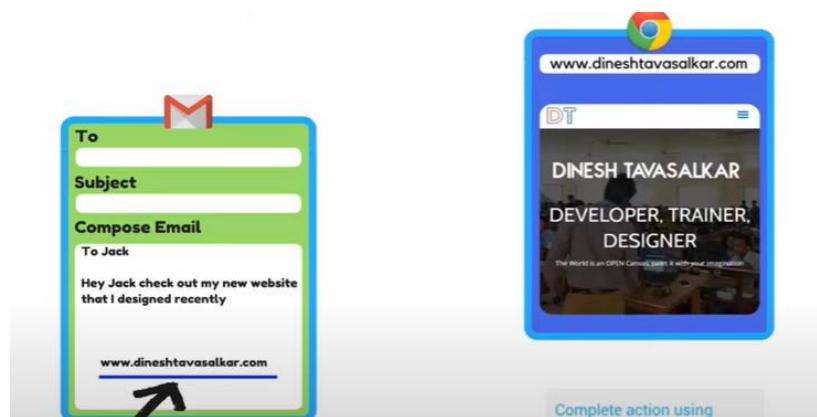 To
Subject
Compose Email
To Jack
Hey Jack check out my new website
that I designed recently
www.dineshtavasalkar.com
www.dineshtavasalkar.com
DT
DINESH TAVASALKAR
DEVELOPER, TRAINER,
DESIGNER
The World is an OPEN Canvas, paint it with your imagination
Complete action using